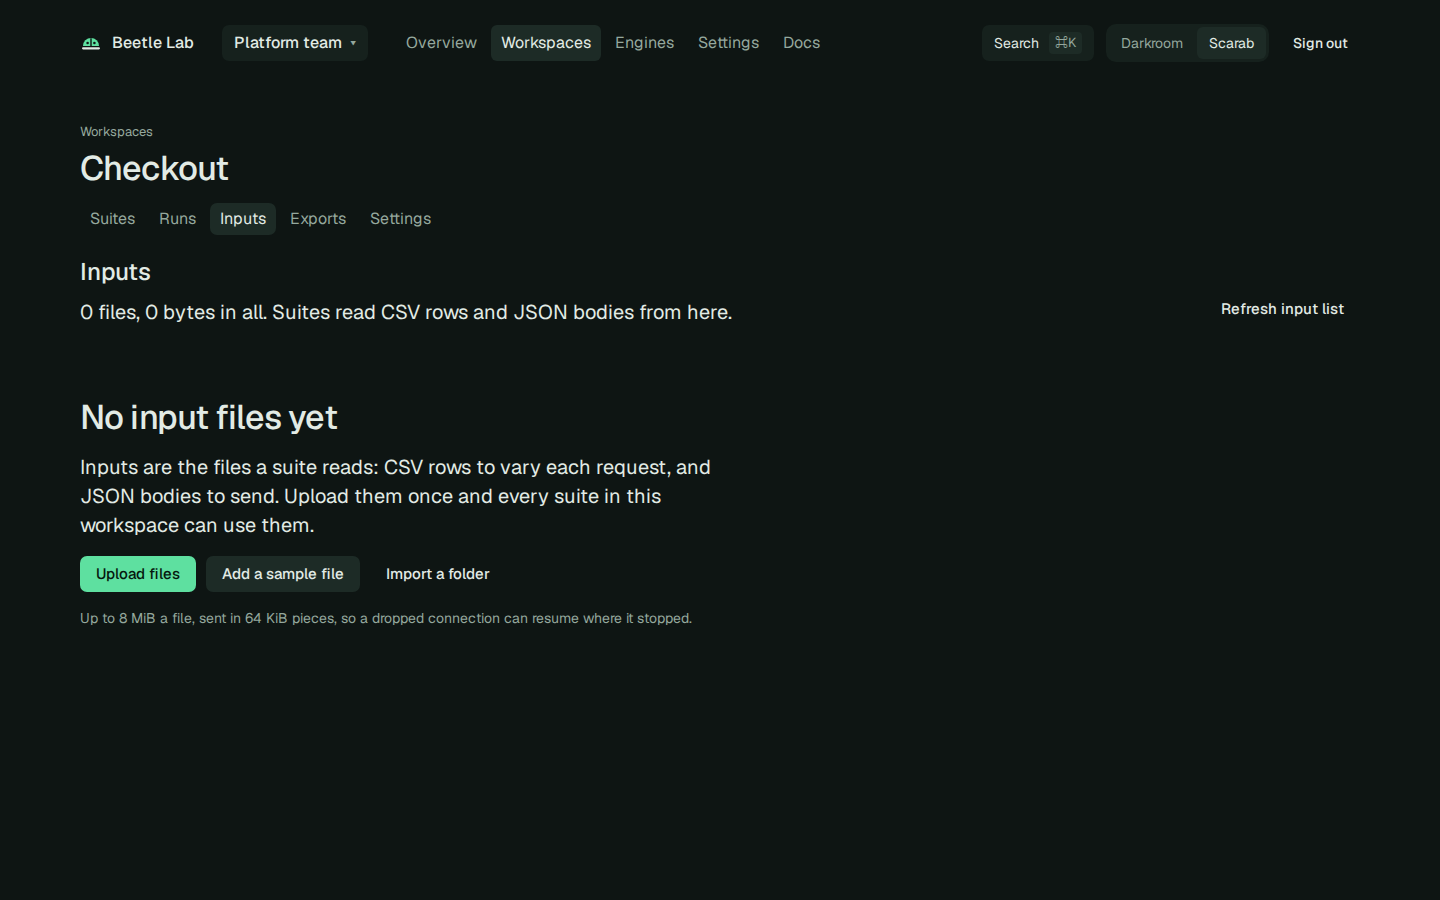 Beetle Lab
Platform team
Overview
Workspaces
Engines
Settings
Docs
Search ⌘K
Darkroom
Scarab
Sign out
Workspaces
Checkout
Suites
Runs
Inputs
Exports
Settings
Inputs
0 files, 0 bytes in all. Suites read CSV rows and JSON bodies from here.
Refresh input list
No input files yet
Inputs are the files a suite reads: CSV rows to vary each request, and
JSON bodies to send. Upload them once and every suite in this
workspace can use them.
Upload files
Add a sample file
Import a folder
Up to 8 MiB a file, sent in 64 KiB pieces, so a dropped connection can resume where it stopped.